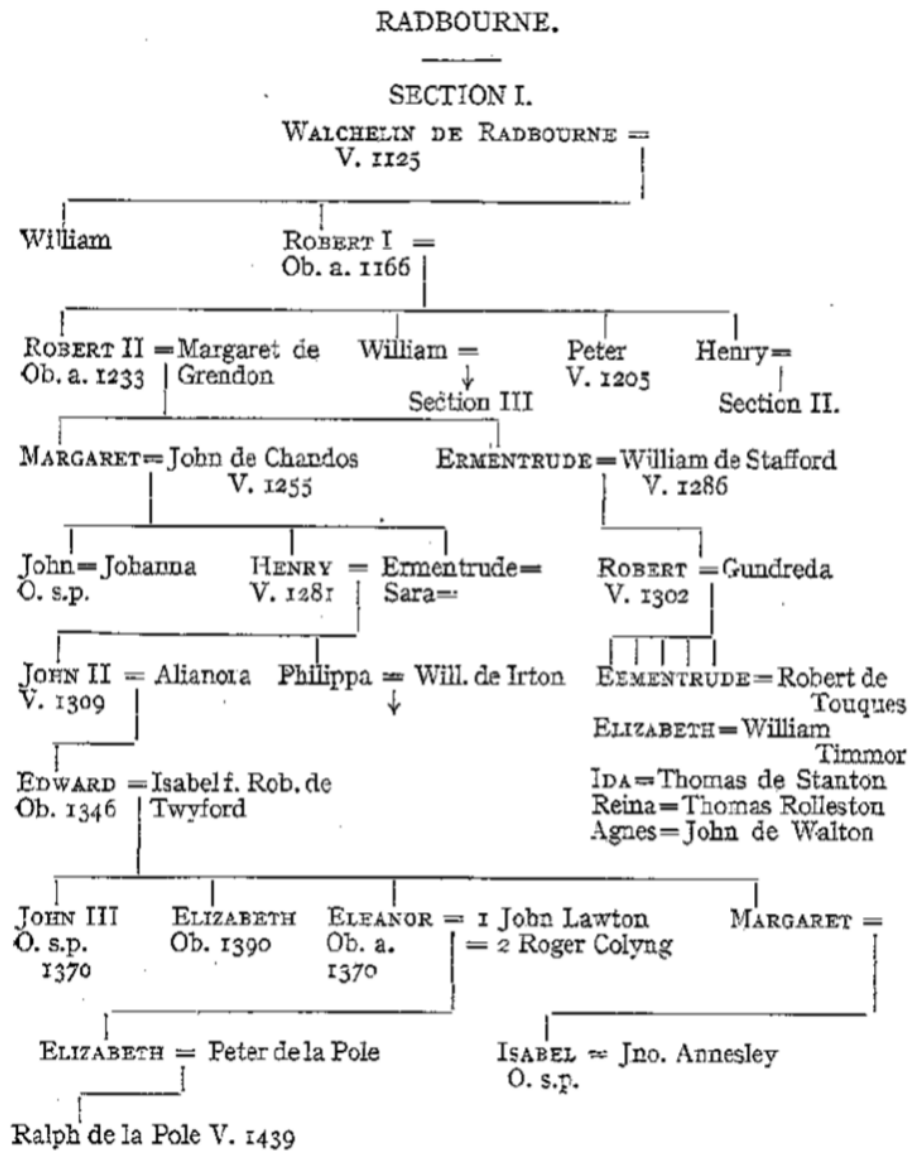 RADBOURNE.
SECTION I.
WALCHELIN DE RADBOURNE =
V. 1125
William ROBERT I =
Ob. a. 1166
ROBERT II = Margaret de William = Peter Henry=
Ob. a. 1233 Grendon V. 1205
Section III Section II.
MARGARET= John de Chandos ERMENTRUDE = William de Stafford
V. 1255 V. 1286
John= Johanna HENRY = Ermentrude= ROBERT = Gundreda
O. s.p. V. 1281 Sara= V. 1302
JOHN II = Alianora Philippa = Will. de Irton EEMENTRUDE= Robert de
V. 1309 Touques
ELIZABETH= William
Timmor
EDWARD = Isabel f. Rob. de IDA= Thomas de Stanton
Ob. 1346 Twyford Reina= Thomas Rolleston
Agnes= John de Walton
JOHN III ELIZABETH ELEANOR = 1 John Lawton MARGARET =
O. s.p. Ob. 1390 Ob. a. = 2 Roger Colyng
1370 1370
ELIZABETH = Peter de la Pole ISABEL = Jno. Annesley
O. s.p.
Ralph de la Pole V. 1439